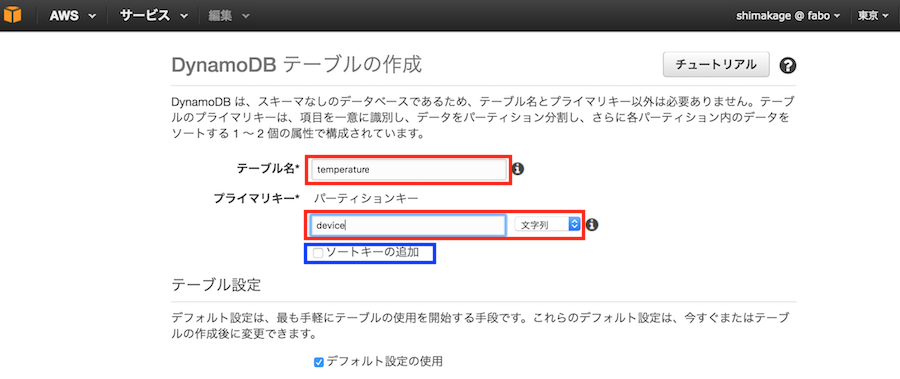 AWS サービス 編集 shimakage @ fabo 東京
DynamoDB テーブルの作成 チュートリアル ?
DynamoDB は、スキーマなしのデータベースであるため、テーブル名とプライマリキー以外は必要ありません。テーブ
ルのプライマリキーは、項目を一意に識別し、データをパーティション分割し、さらに各パーティション内のデータを
ソートする 1 〜 2 個の属性で構成されています。
テーブル名* temperature i
プライマリキー* パーティションキー
device 文字列 i
ソートキーの追加
テーブル設定
デフォルト設定は、最も手軽にテーブルの使用を開始する手段です。これらのデフォルト設定は、今すぐまたはテーブ
ルの作成後に変更できます。
デフォルト設定の使用